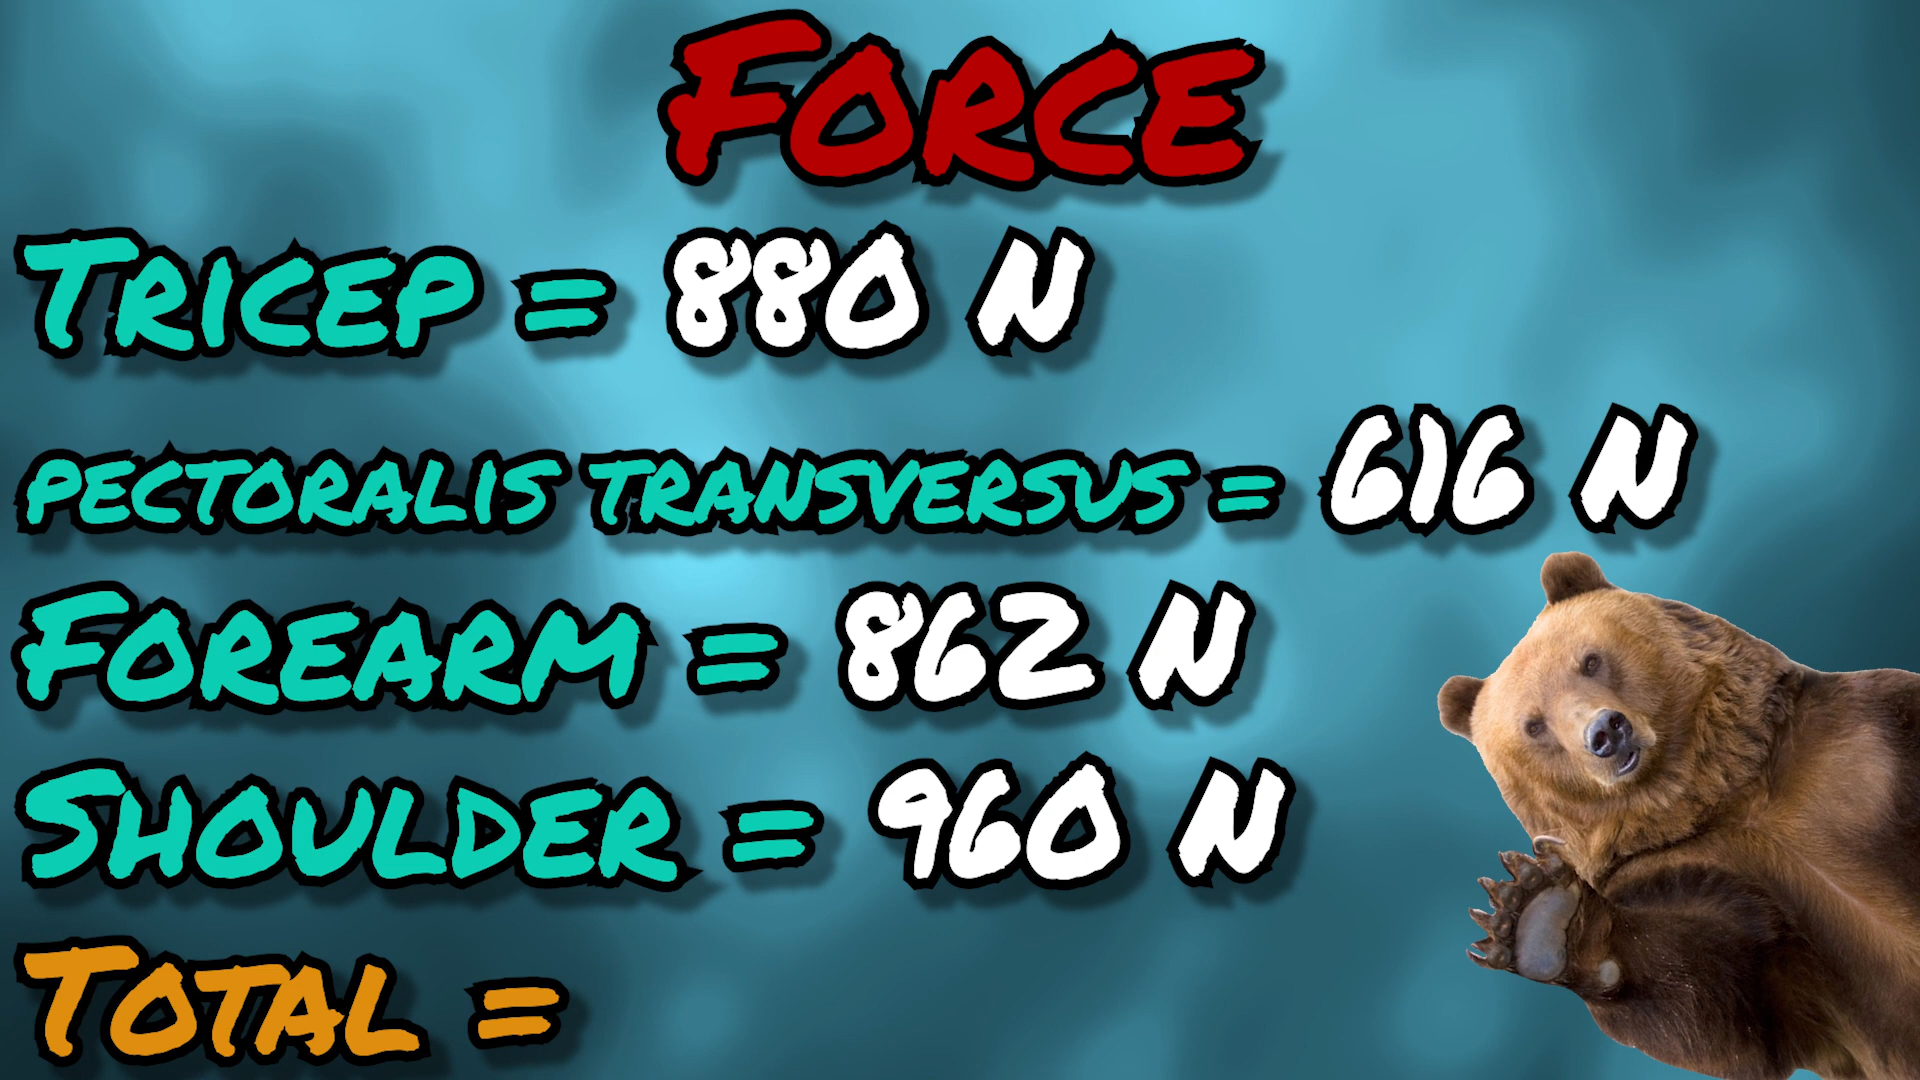 Force
Tricep = 880 N
pectoralis transversus = 616 N
Forearm = 862 N
Shoulder = 960 N
Total =